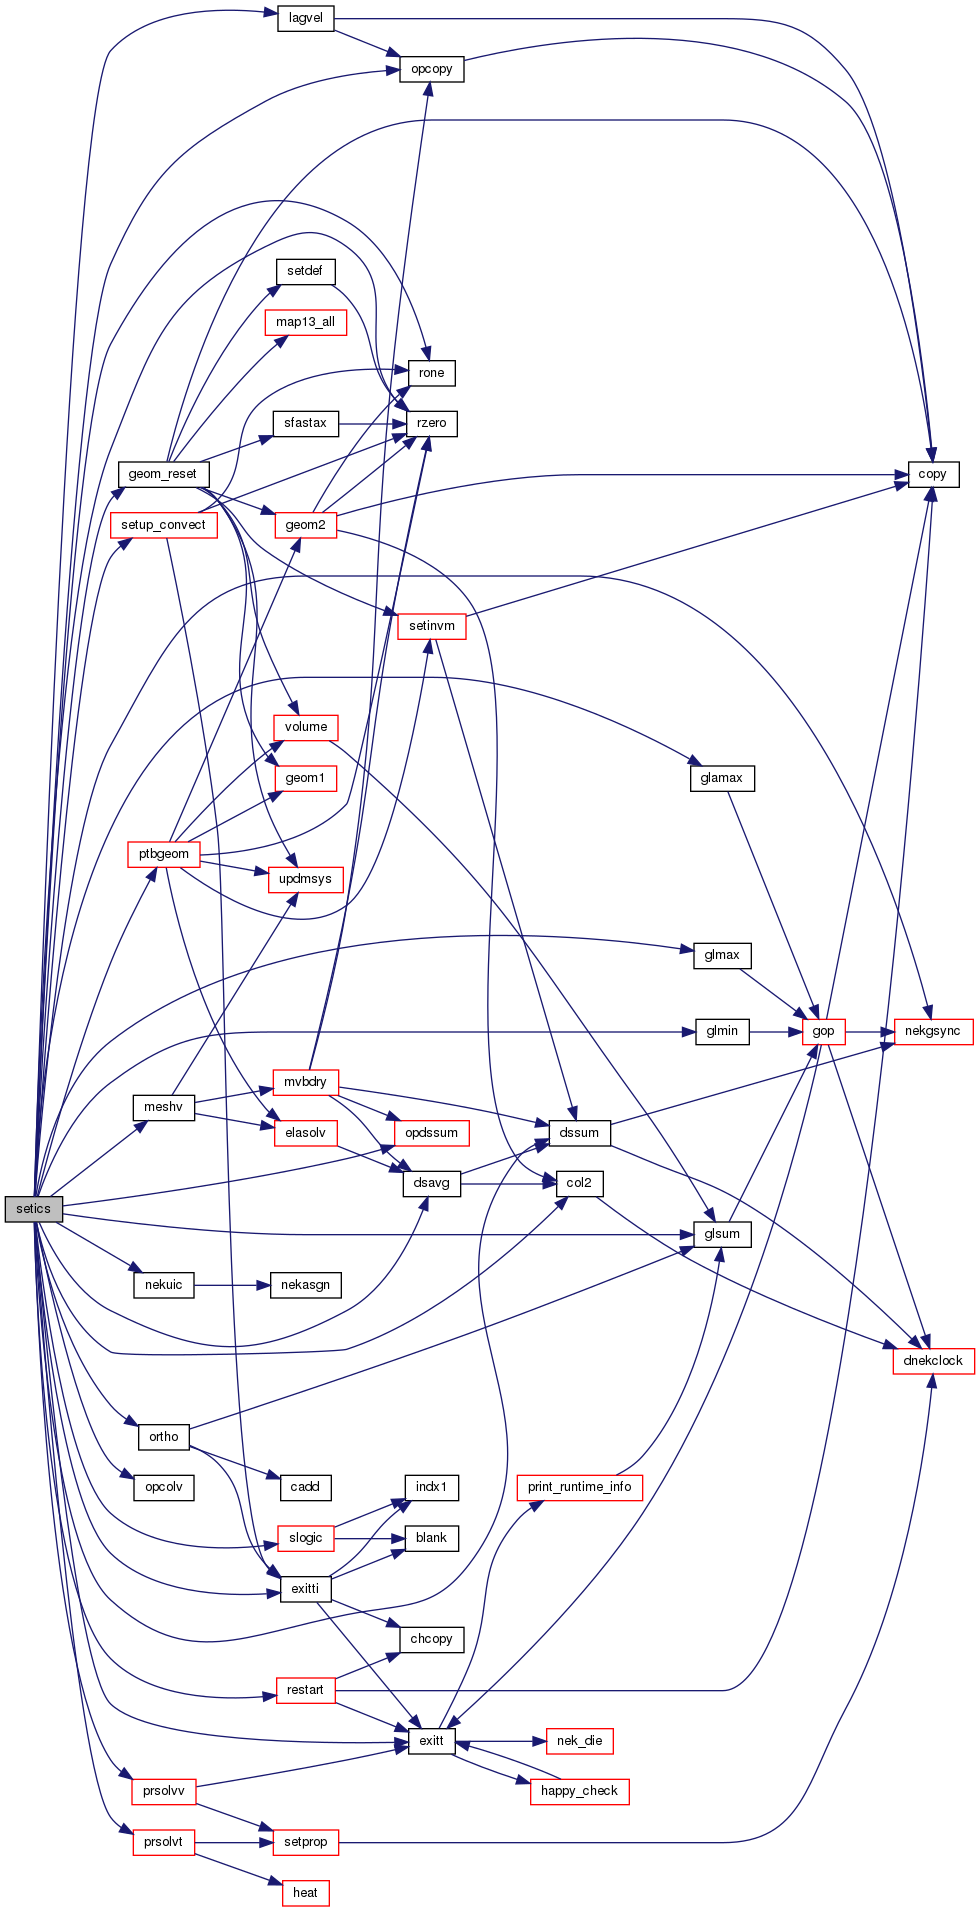 lagvel
opcopy
setdef
map13_all
rone
sfastax
rzero
geom_reset
copy
setup_convect
geom2
setinvm
volume
geom1
glamax
ptbgeom
updmsys
glmax
glmin
gop
nekgsync
mvbdry
meshv
elasolv
opdssum
dssum
dsavg
col2
setics
glsum
nekuic
nekasgn
dnekclock
ortho
opcolv
cadd
indx1
print_runtime_info
slogic
blank
exitti
chcopy
restart
exitt
nek_die
prsolvv
happy_check
prsolvt
setprop
heat